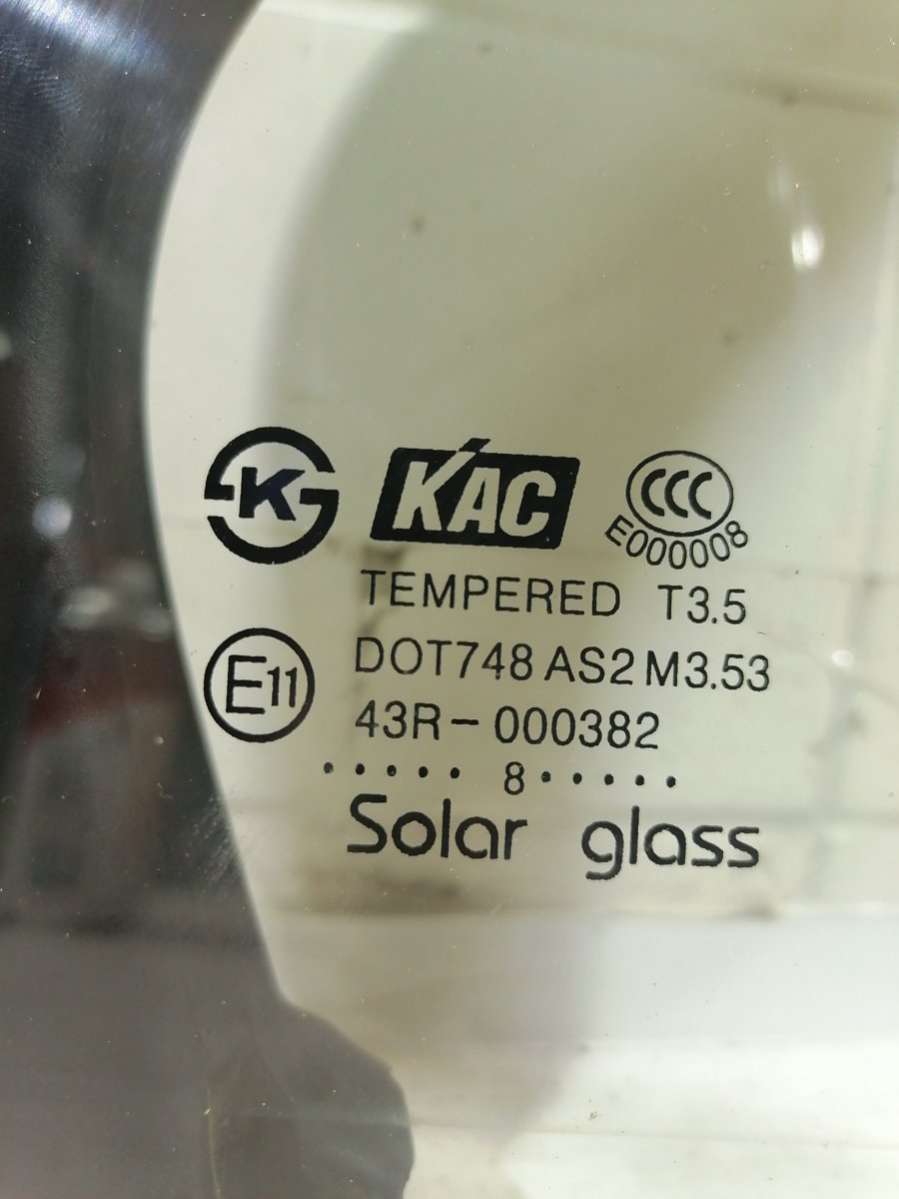 K KAC CCC
E000008
TEMPERED T3.5
E11 DOT748 AS2 M3.53
43R-000382
.....8......
Solar glass